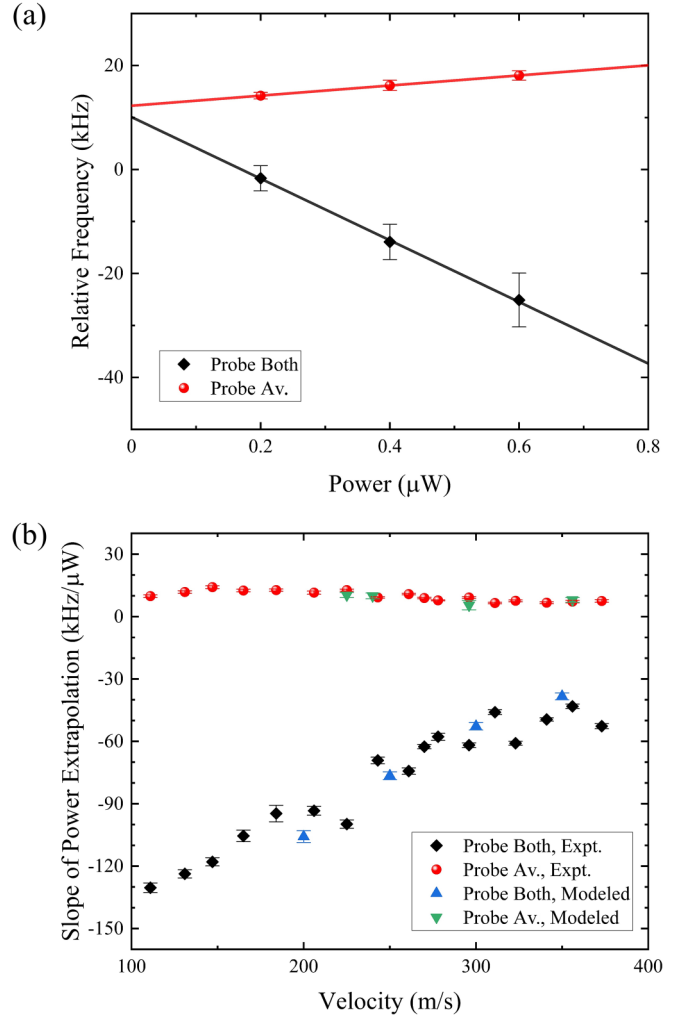 (a)
20
0
-20
-40
Relative Frequency (kHz)
Probe Both
Probe Av.
0
0.2
0.4
0.6
0.8
Power (μW)
(b)
30
0
-30
-60
-90
-120
-150
Slope of Power Extrapolation (kHz/μW)
Probe Both, Expt.
Probe Av., Expt.
Probe Both, Modeled
Probe Av., Modeled
100
200
300
400
Velocity (m/s)